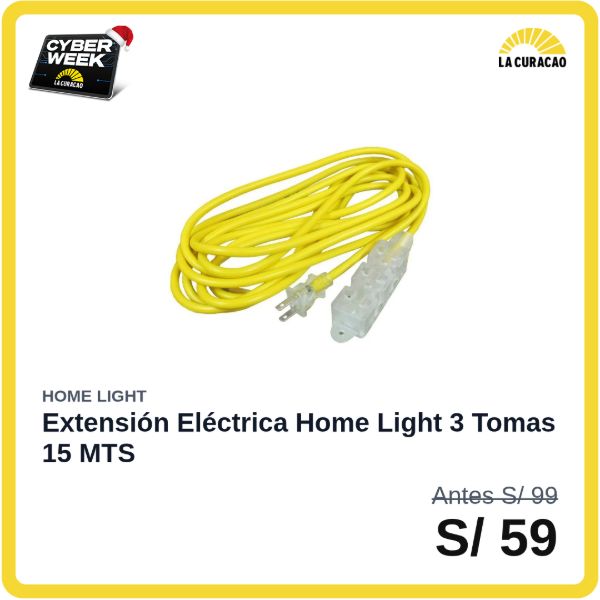 CYBER
WEEK
LA CURACAO
LA CURACAO
HOME LIGHT
Extensión Eléctrica Home Light 3 Tomas
15 MTS
Antes S/ 99
S/ 59